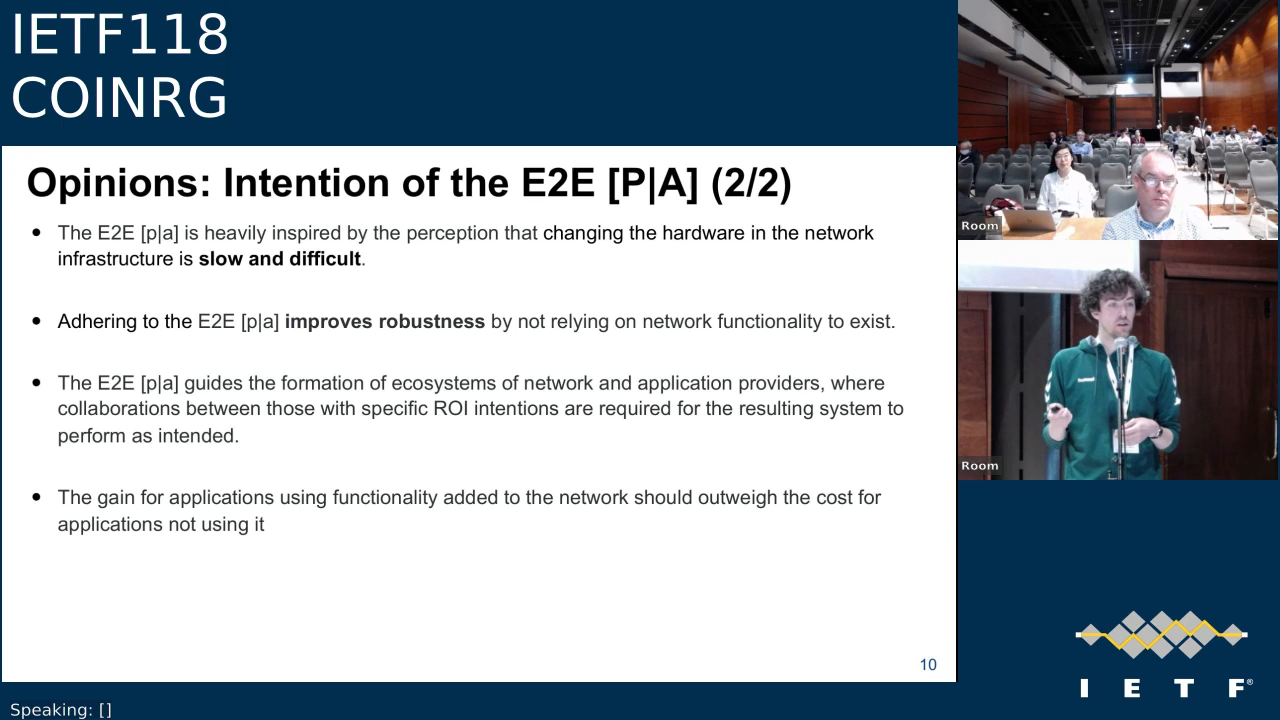 IETF118
COINRG
Opinions: Intention of the E2E [P|A] (2/2)
● The E2E [p|a] is heavily inspired by the perception that changing the hardware in the network
infrastructure is slow and difficult.
● Adhering to the E2E [p|a] improves robustness by not relying on network functionality to exist.
● The E2E [p|a] guides the formation of ecosystems of network and application providers, where
collaborations between those with specific ROI intentions are required for the resulting system to
perform as intended.
● The gain for applications using functionality added to the network should outweigh the cost for
applications not using it
10
Room
Room
hummel
I E T F®
Speaking: []